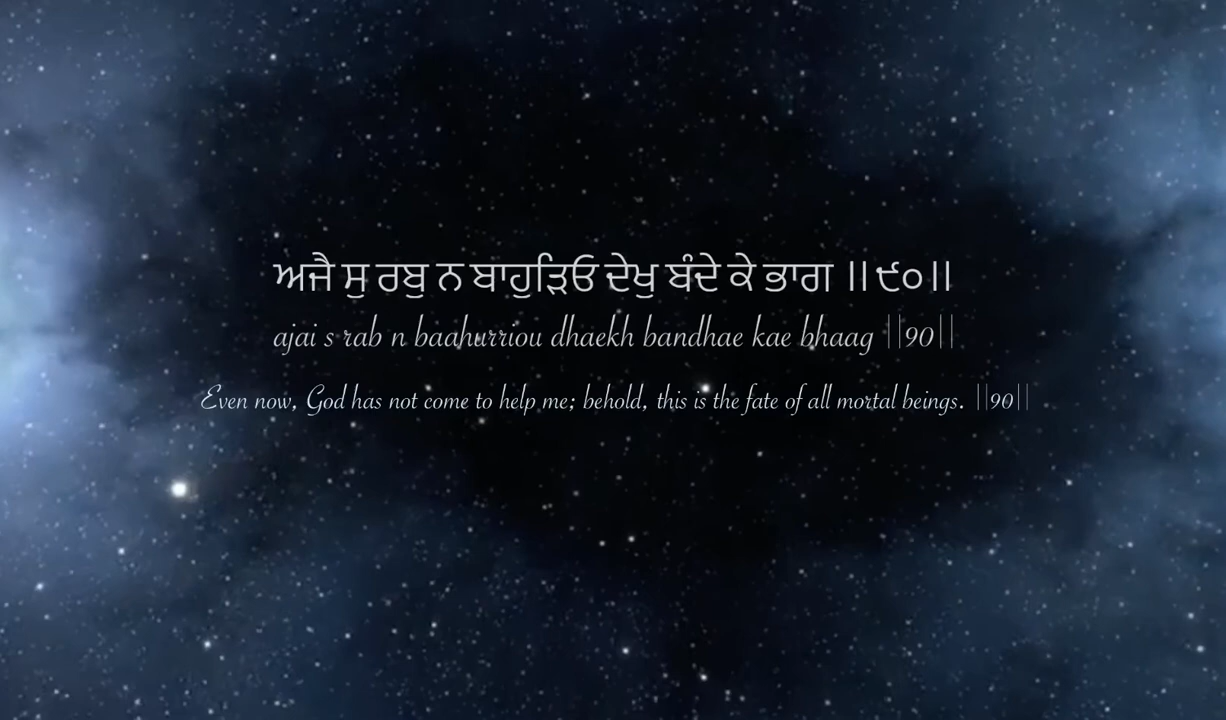 ਅਜੈ ਸੁ ਰਬੁ ਨ ਬਾਹੁੜਿਓ ਦੇਖੁ ਬੰਦੇ ਕੇ ਭਾਗ ॥੯੦॥
ajai s rab n baahurriou dhaekh bandhae kae bhaag ||90||
Even now, God has not come to help me; behold, this is the fate of all mortal beings. ||90||